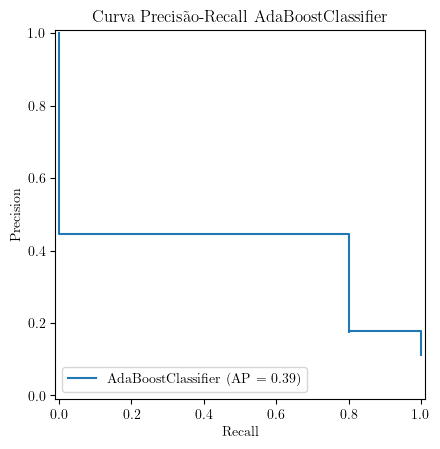 Curva Precisão-Recall AdaBoostClassifier
1.0
0.8
0.6
0.4
0.2
0.0
Precision
AdaBoostClassifier (AP = 0.39)
0.0 0.2 0.4 0.6 0.8 1.0
Recall